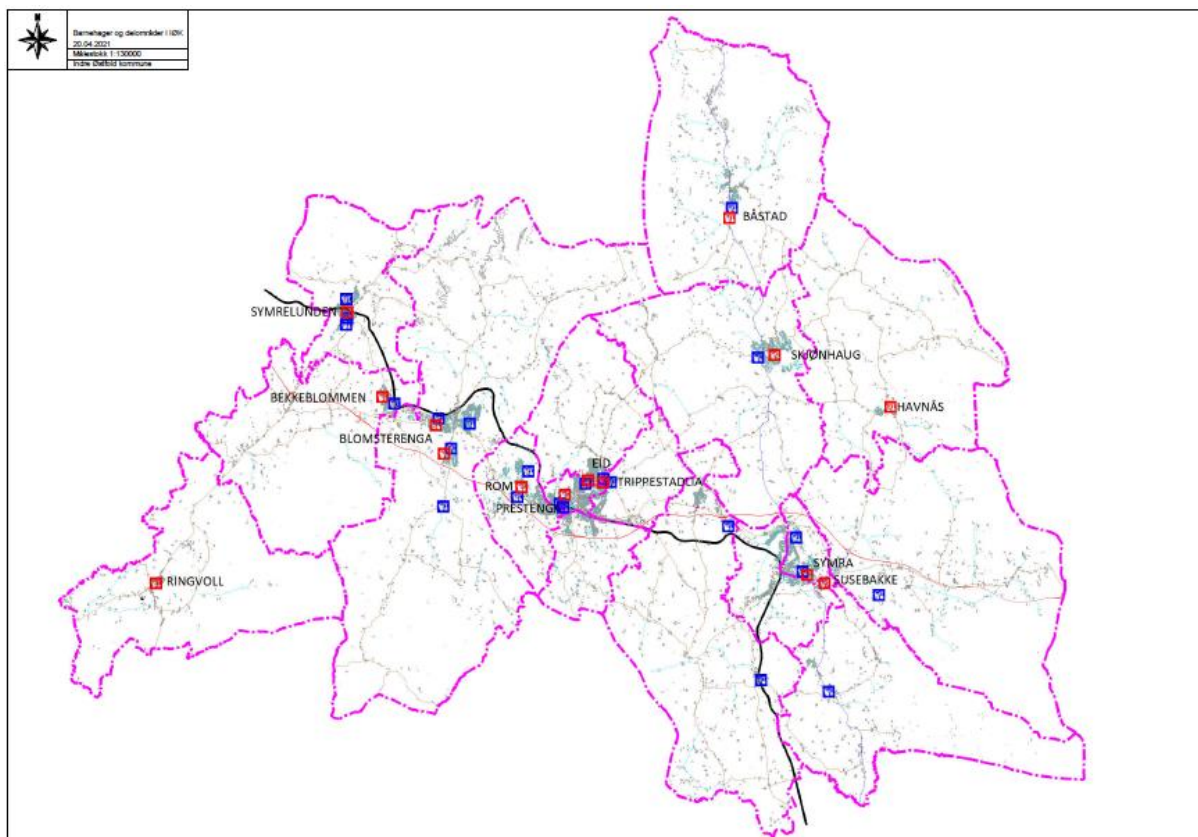 N
Barnehager og delområder i IØK
20.04.2021
Målestokk 1:130000
Indre Østfold kommune
BÅSTAD
SYMRELUNDEN
SKJØNHAUG
BEKKEBLOMMEN
HAVNÅS
BLOMSTERENGA
EID
ROM
TRIPPESTADLIA
PRESTENGA
SYMRA
RINGVOLL
SUSEBAKKE